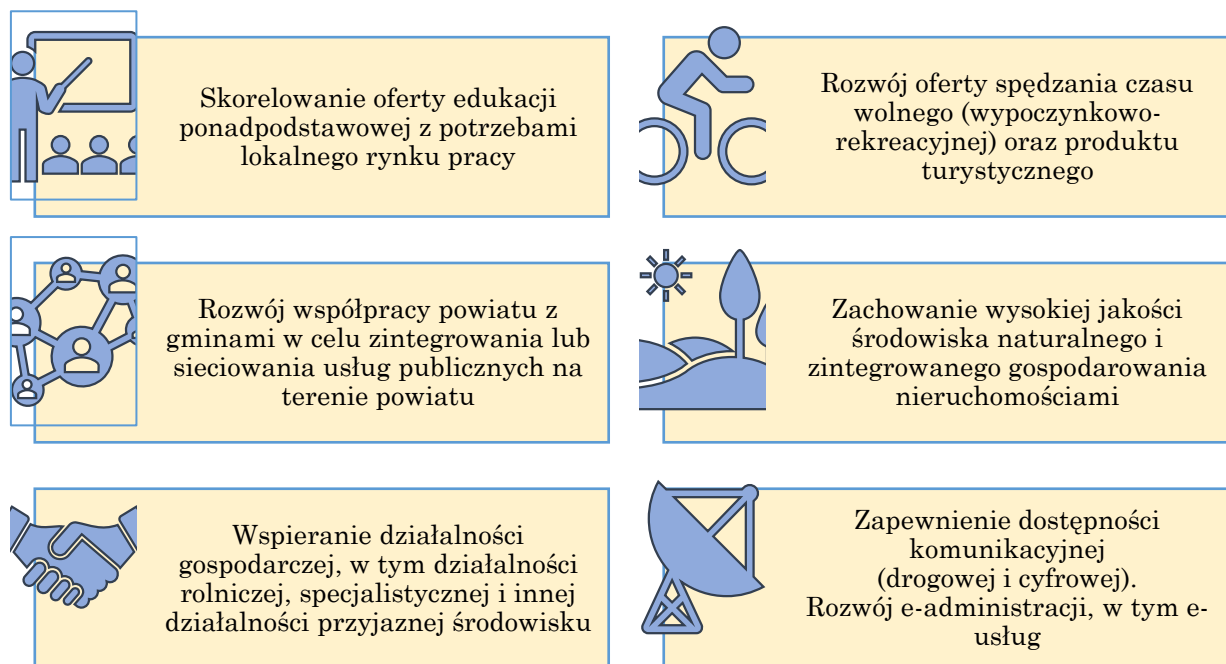 Skorelowanie oferty edukacji
ponadpodstawowej z potrzebami
lokalnego rynku pracy
Rozwój oferty spędzania czasu
wolnego (wypoczynkowo-
rekreacyjnej) oraz produktu
turystycznego
Rozwój współpracy powiatu z
gminami w celu zintegrowania lub
sieciowania usług publicznych na
terenie powiatu
Zachowanie wysokiej jakości
środowiska naturalnego i
zintegrowanego gospodarowania
nieruchomościami
Wspieranie działalności
gospodarczej, w tym działalności
rolniczej, specjalistycznej i innej
działalności przyjaznej środowisku
Zapewnienie dostępności
komunikacyjnej
(drogowej i cyfrowej).
Rozwój e-administracji, w tym e-
usług